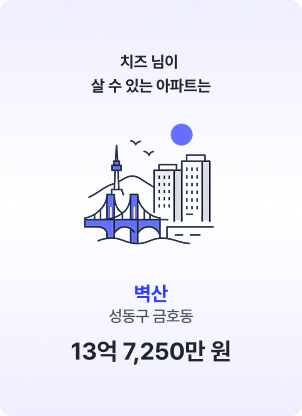 치즈 님이
살 수 있는 아파트는
벽산
성동구 금호동
13억 7,250만 원